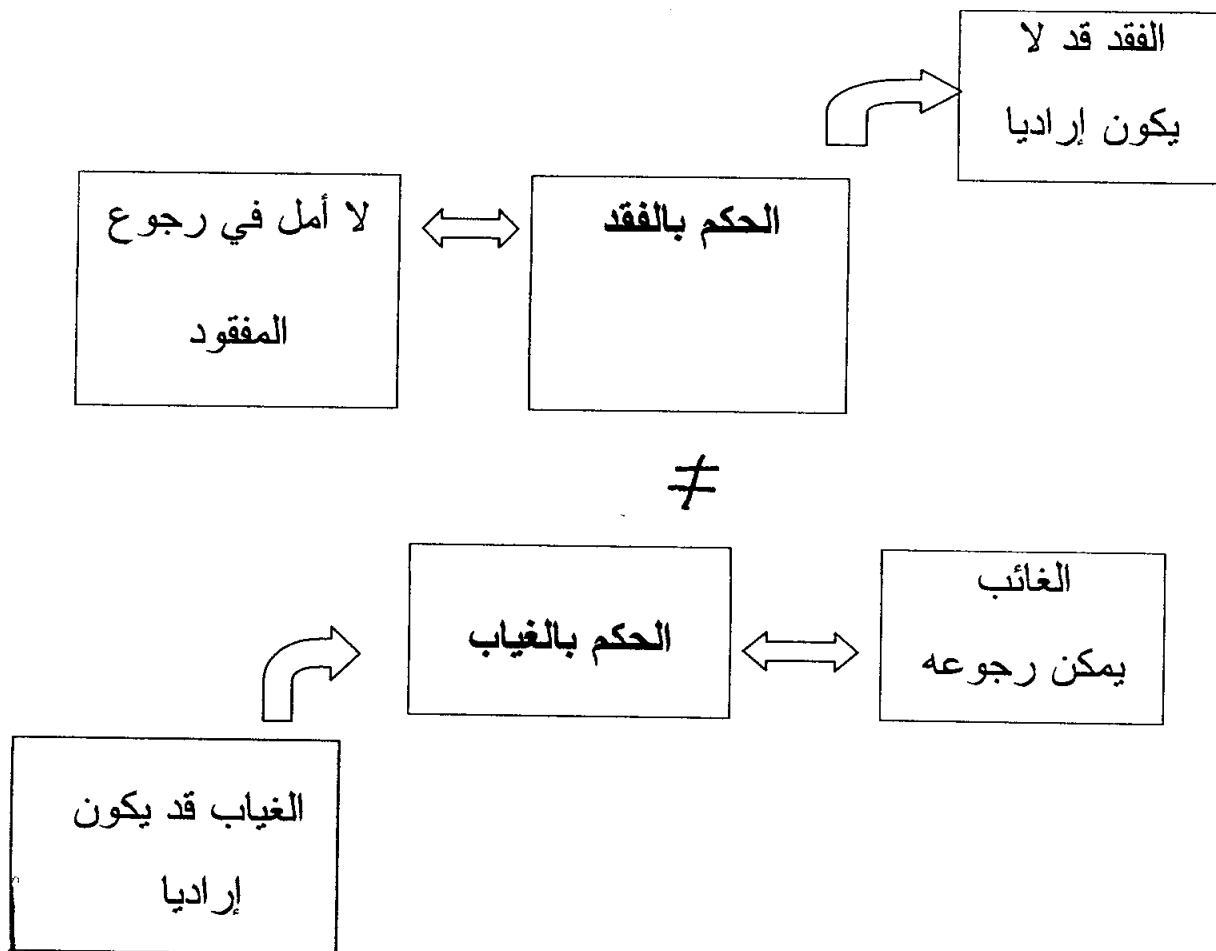 الفقد قد لا
يكون إراديا
الحكم بالفقد
لا أمل في رجوع
المفقود
≠
الغائب
يمكن رجوعه
الحكم بالغياب
الغياب قد يكون
إراديا